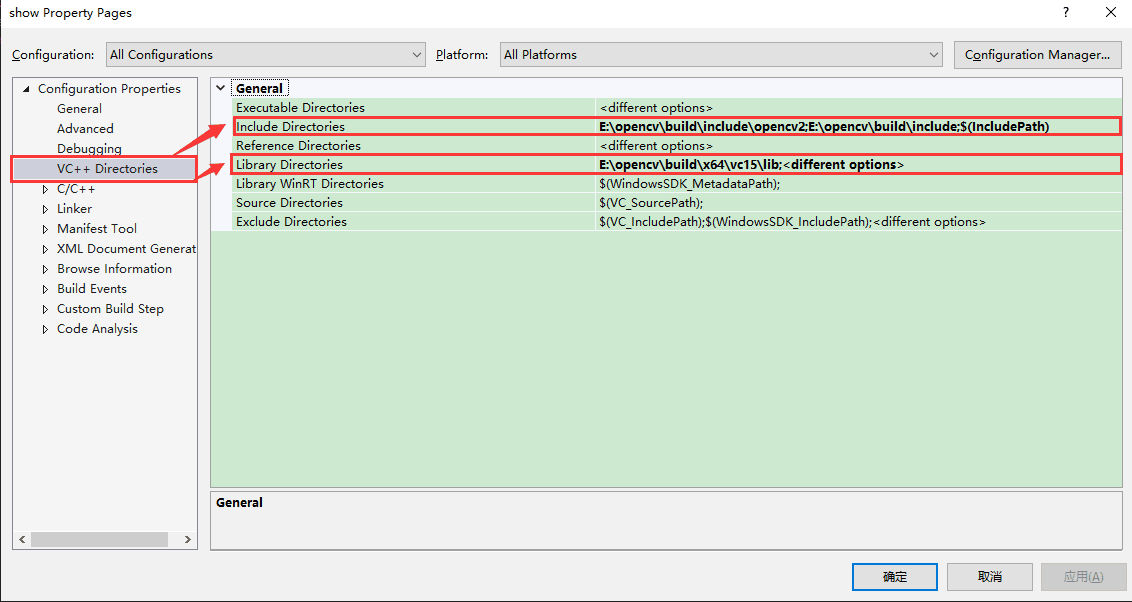 show Property Pages
?
Configuration: All Configurations Platform: All Platforms Configuration Manager...
Configuration Properties
General
Advanced
Debugging
VC++ Directories
C/C++
Linker
Manifest Tool
XML Document Generat
Browse Information
Build Events
Custom Build Step
Code Analysis
General
Executable Directories <different options>
Include Directories E:\opencv\build\include\opencv2;E:\opencv\build\include;$(IncludePath)
Reference Directories <different options>
Library Directories E:\opencv\build\x64\vc15\lib;<different options>
Library WinRT Directories $(WindowsSDK_MetadataPath);
Source Directories $(VC_SourcePath);
Exclude Directories $(VC_IncludePath);$(WindowsSDK_IncludePath);<different options>
General
确定 取消 应用(A)